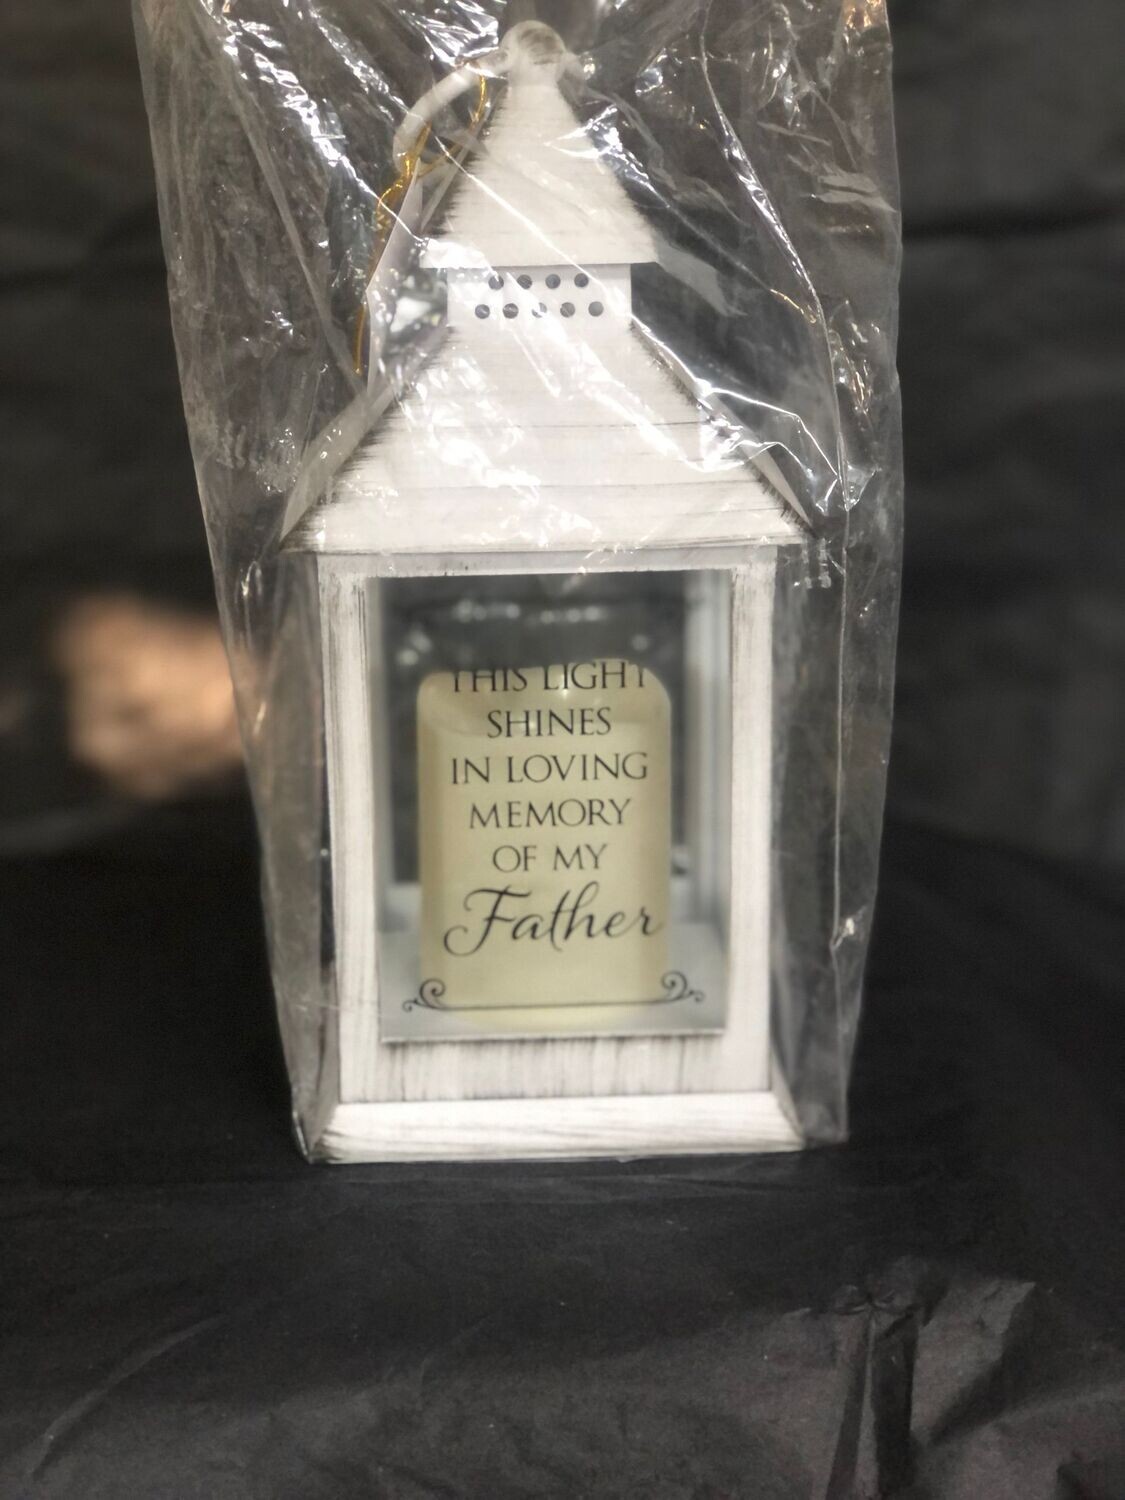 THIS LIGHT
SHINES
IN LOVING
MEMORY
OF MY
Father